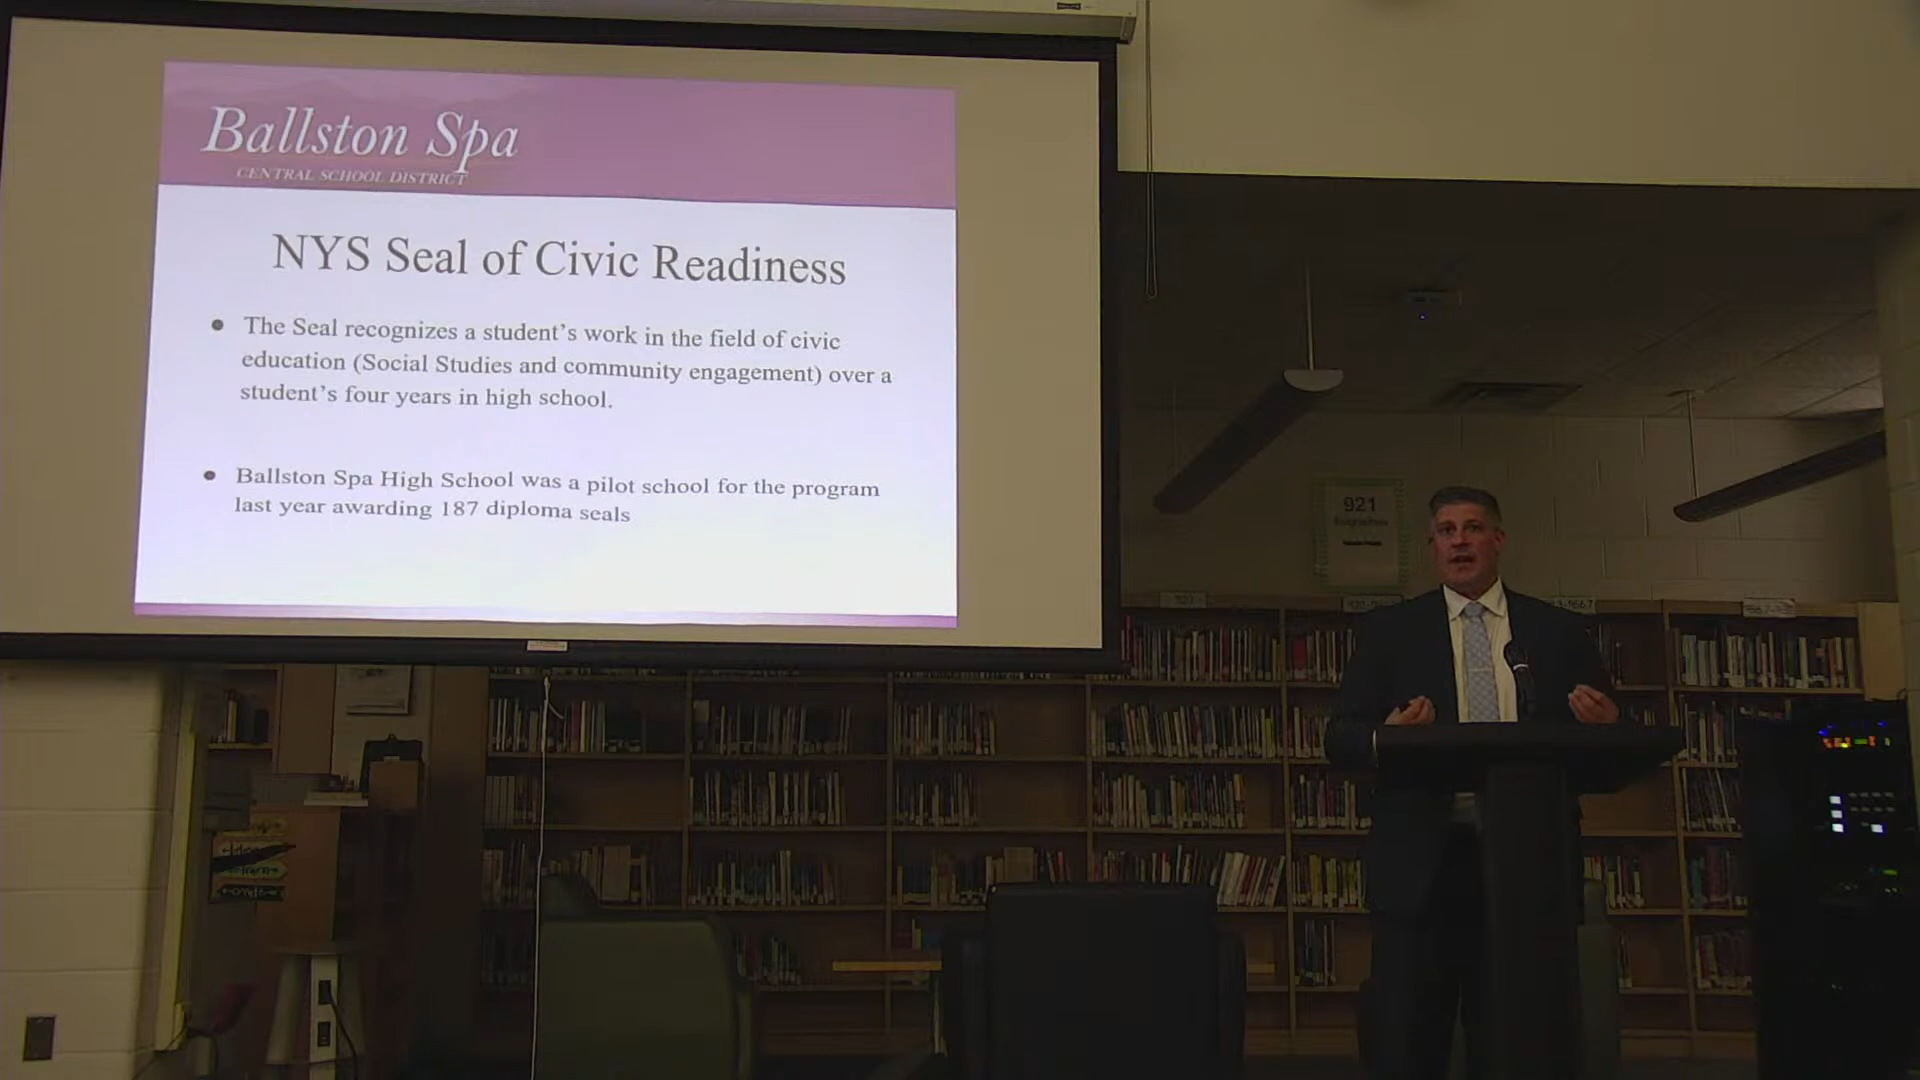 Ballston Spa
CENTRAL SCHOOL DISTRICT
NYS Seal of Civic Readiness
● The Seal recognizes a student's work in the field of civic
education (Social Studies and community engagement) over a
student's four years in high school.
● Ballston Spa High School was a pilot school for the program
last year awarding 187 diploma seals
921